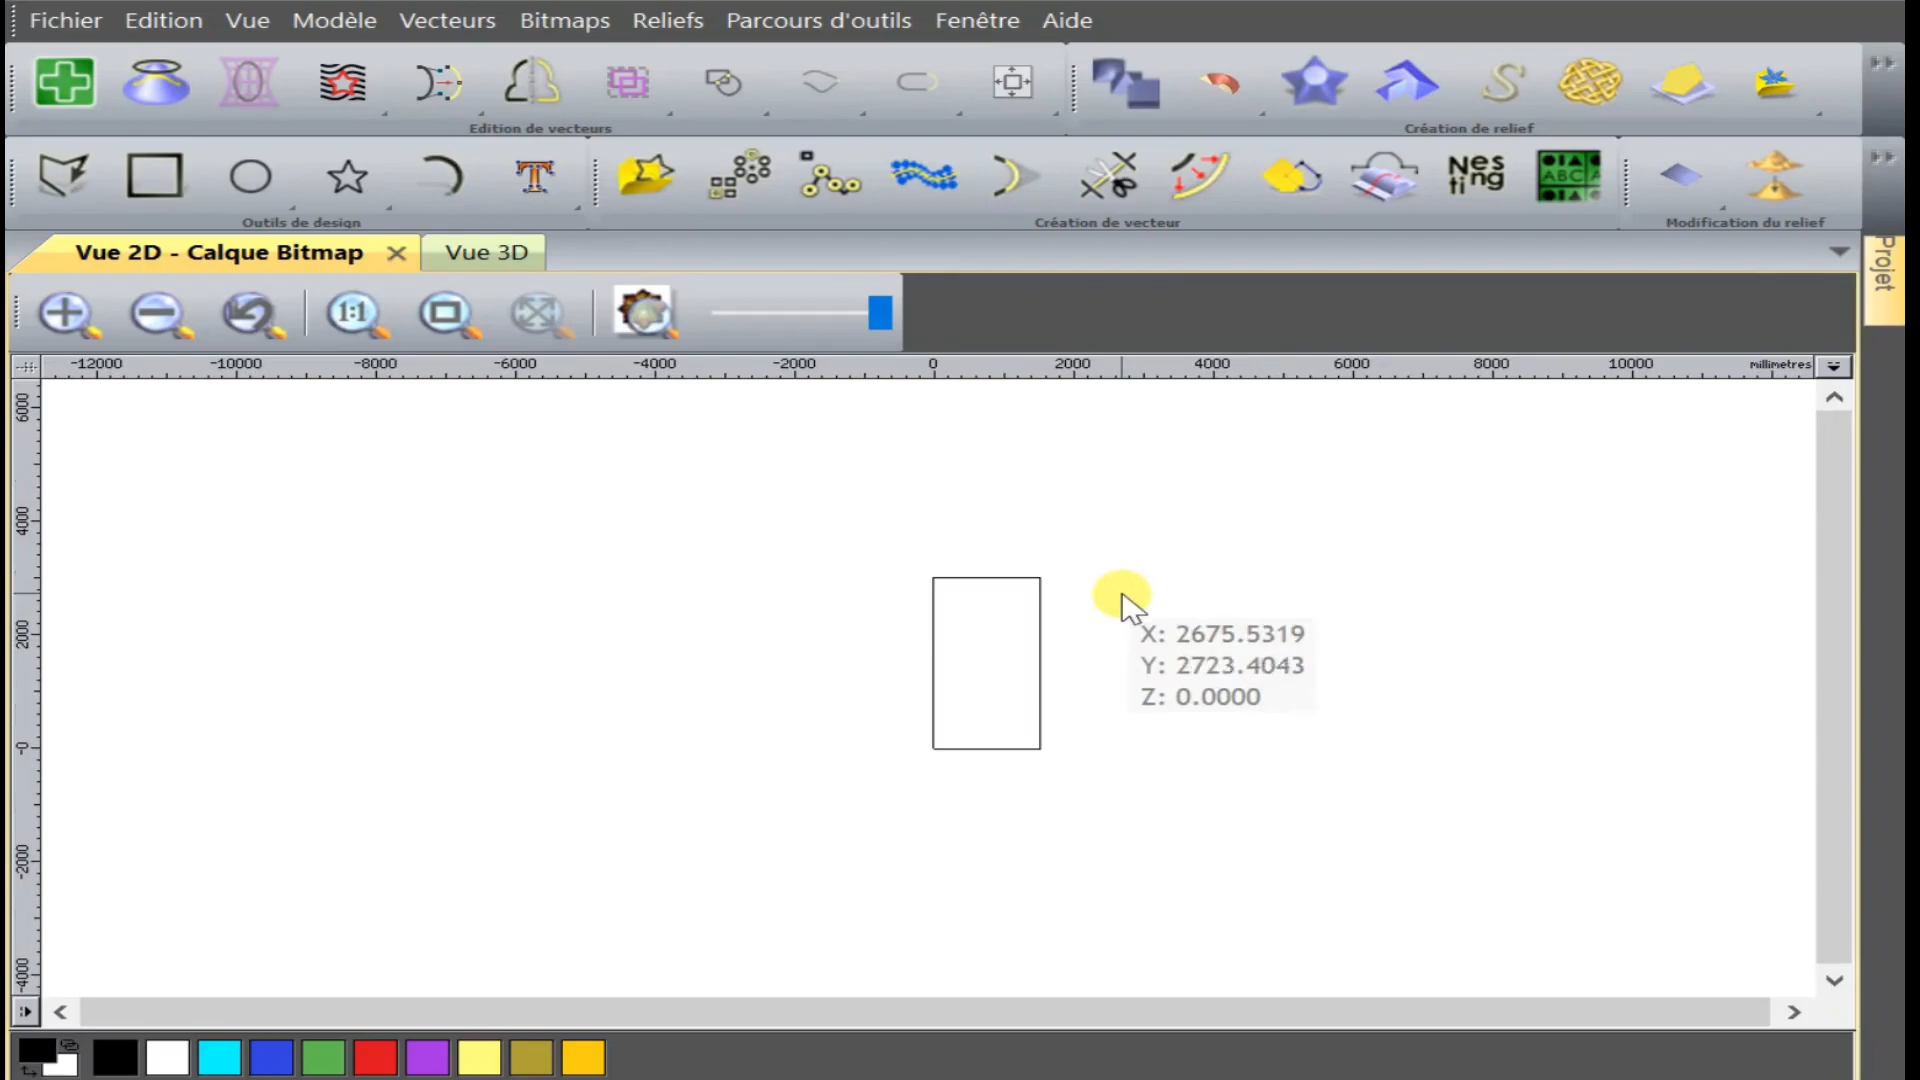 Fichier Edition Vue Modèle Vecteurs Bitmaps Reliefs Parcours d'outils Fenêtre Aide
Edition de vecteurs Création de relief
T Nes
ting ABC
Outils de design Création de vecteur Modification du relief
Vue 2D - Calque Bitmap Vue 3D
Projet
1:1
-12000 -10000 -8000 -6000 -4000 -2000 0 2000 4000 6000 8000 10000 millimetres
6000
4000
2000
-0
-2000
-4000
X: 2675.5319
Y: 2723.4043
Z: 0.0000